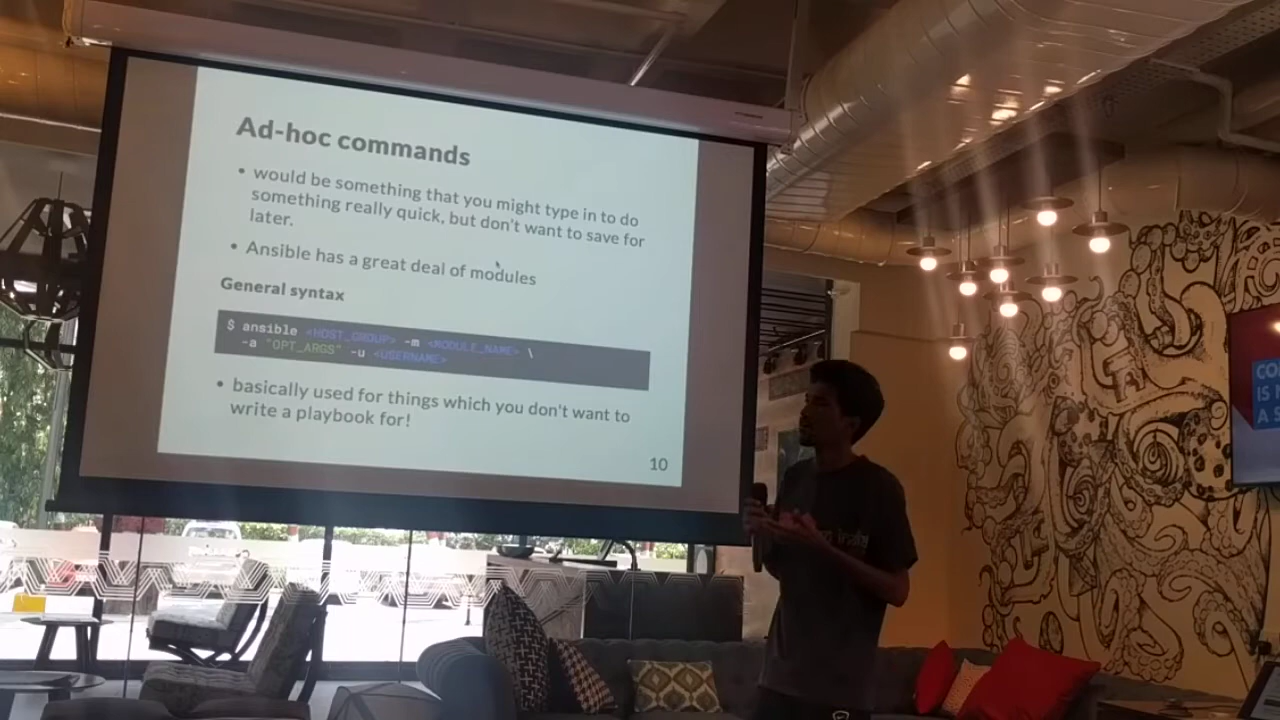 Ad-hoc commands
• would be something that you might type in to do
something really quick, but don't want to save for
later.
• Ansible has a great deal of modules
General syntax
$ ansible <HOST_GROUP> -m <MODULE_NAME> \
-a "OPT_ARGS" -u <USERNAME>
• basically used for things which you don't want to
write a playbook for!
10